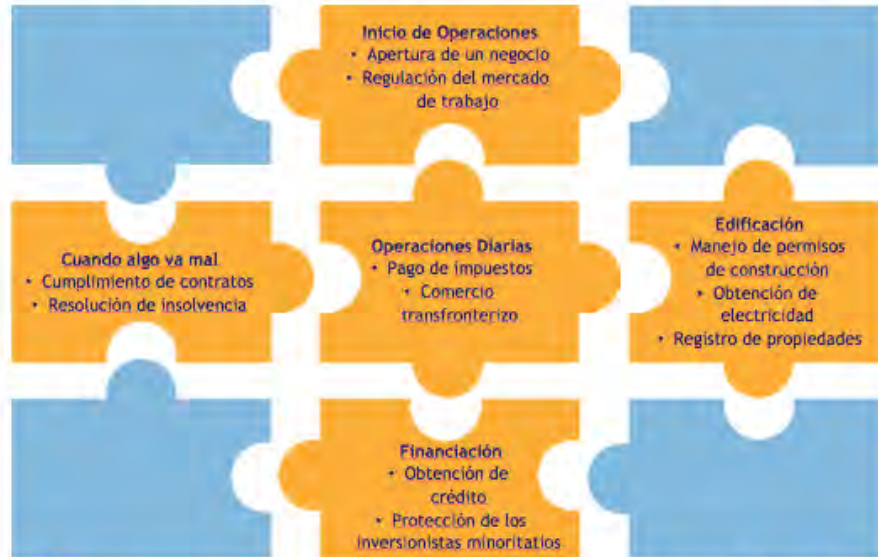 Inicio de Operaciones
• Apertura de un negocio
• Regulación del mercado
de trabajo
Cuando algo va mal
• Cumplimiento de contratos
• Resolución de insolvencia
Operaciones Diarias
• Pago de impuestos
• Comercio
transfronterizo
Edificación
• Manejo de permisos
de construcción
• Obtención de
electricidad
• Registro de propiedades
Financiación
• Obtención de
crédito
• Protección de los
inversionistas minoritatios